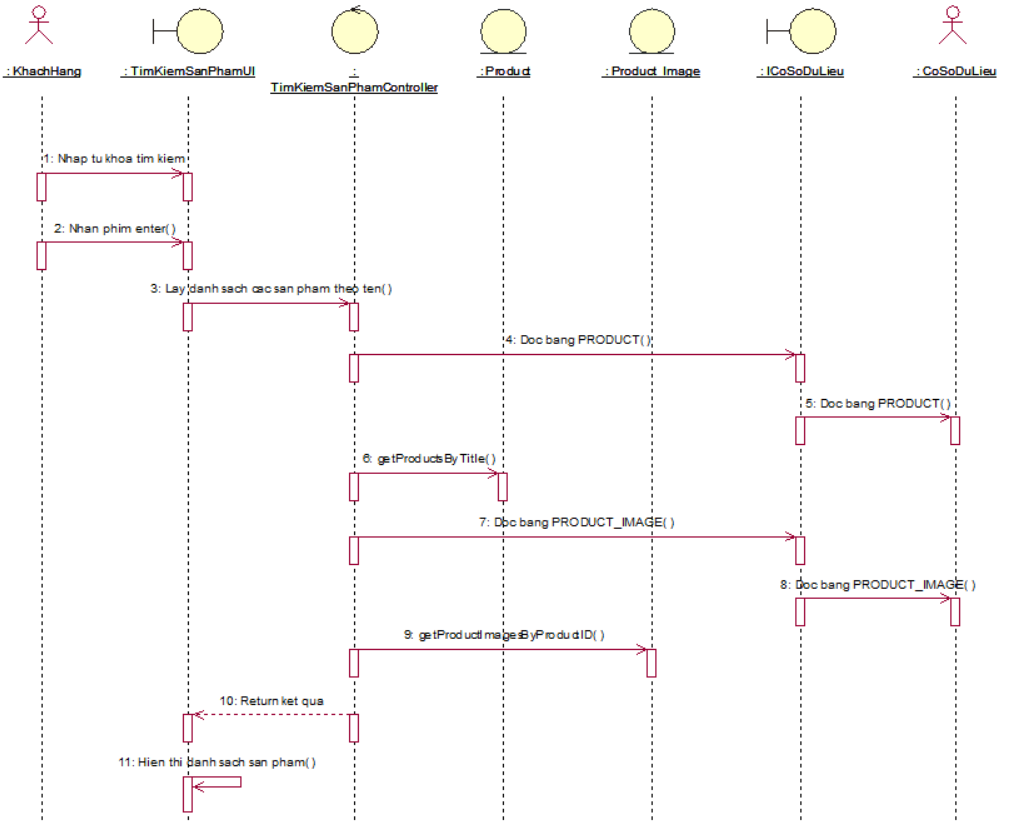 : KhachHang
: TimKiemSanPhamUI
:
TimKiemSanPhamController
: Product
: Product Image
: ICoSoDuLieu
: CoSoDuLieu
1: Nhap tu khoa tim kiem
2: Nhan phim enter()
3: Lay danh sach cac san pham theo ten()
4: Doc bang PRODUCT()
5: Doc bang PRODUCT()
6: getProductsByTitle()
7: Doc bang PRODUCT_IMAGE()
8: Doc bang PRODUCT_IMAGE()
9: getProductImagesByProductID()
10: Return ket qua
11: Hien thi danh sach san pham()